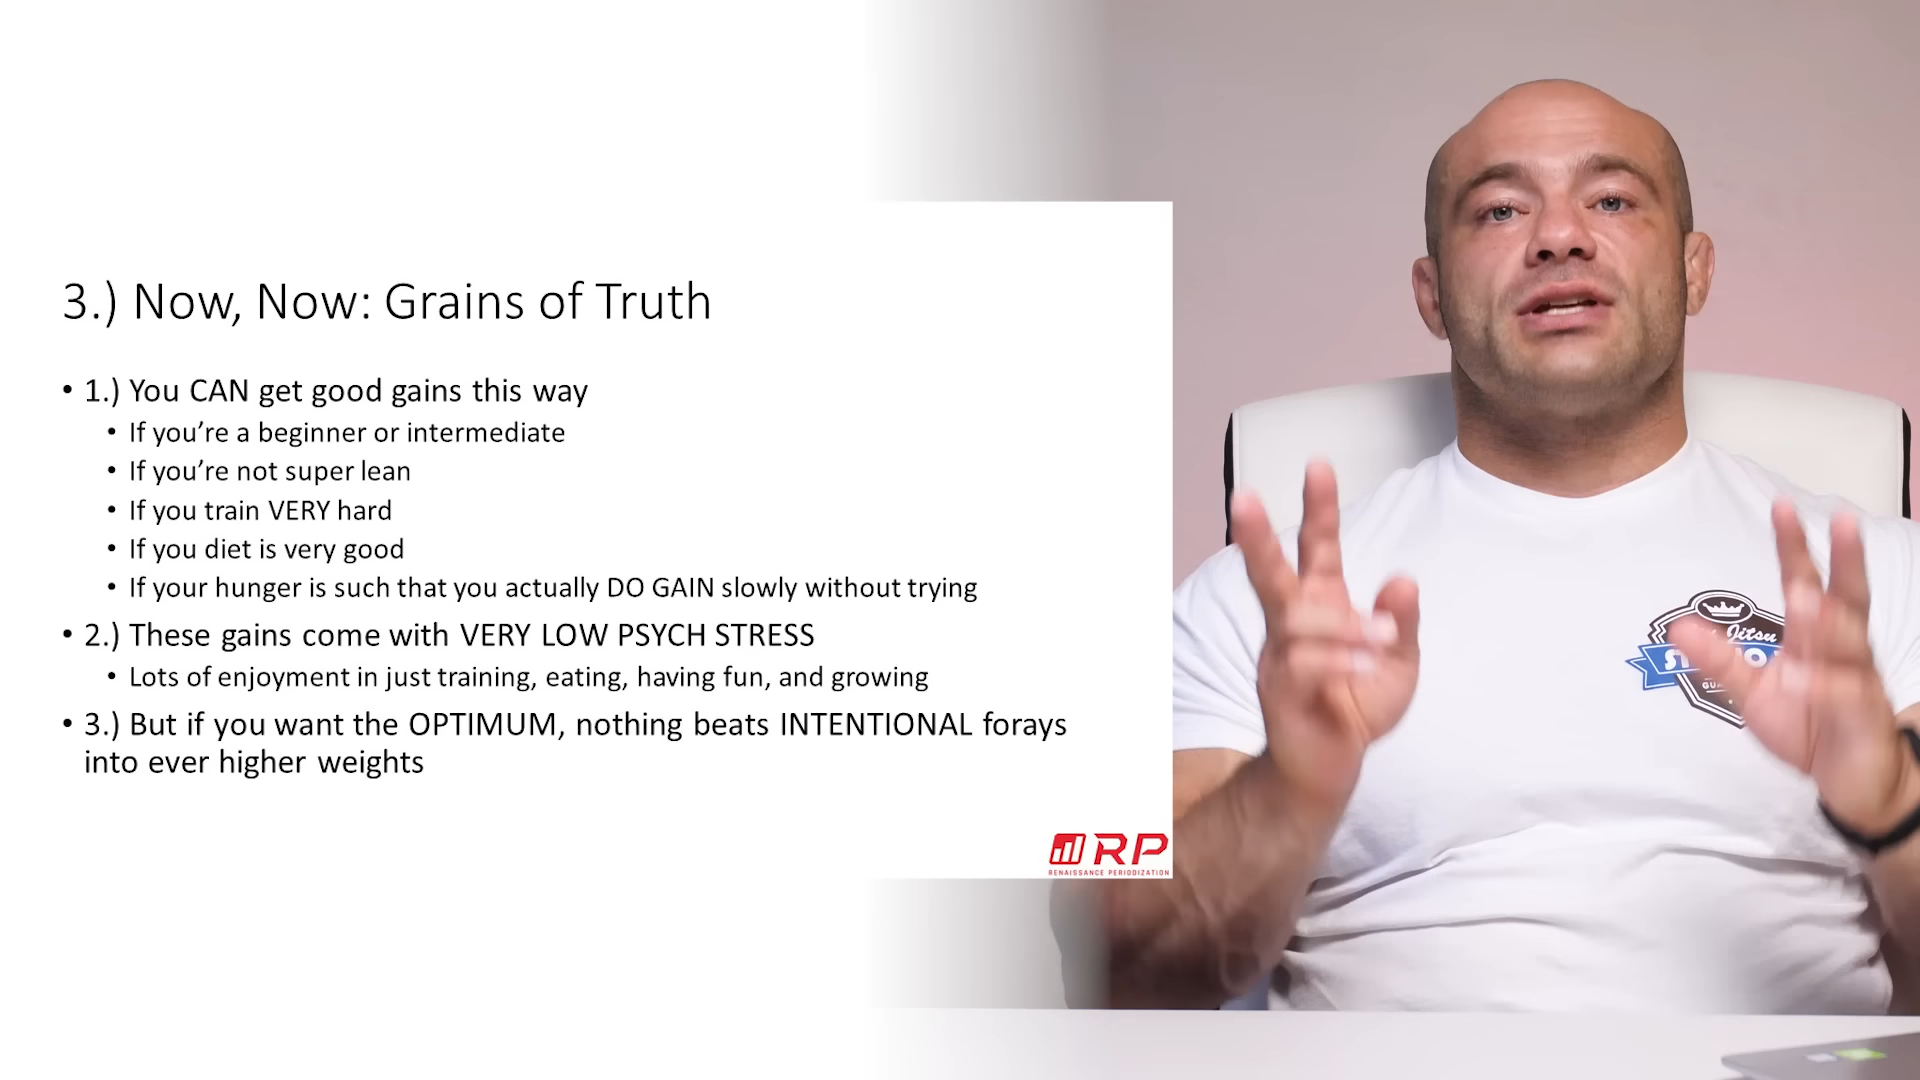 3.) Now, Now: Grains of Truth
• 1.) You CAN get good gains this way
• If you’re a beginner or intermediate
• If you’re not super lean
• If you train VERY hard
• If you diet is very good
• If your hunger is such that you actually DO GAIN slowly without trying
• 2.) These gains come with VERY LOW PSYCH STRESS
• Lots of enjoyment in just training, eating, having fun, and growing
• 3.) But if you want the OPTIMUM, nothing beats INTENTIONAL forays
into ever higher weights
RP
RENAISSANCE PERIODIZATION
Jitsu